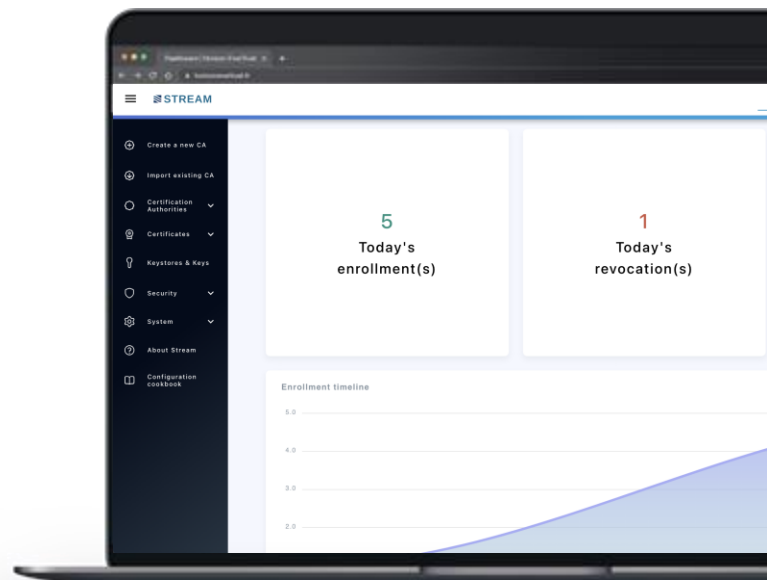 STREAM
Create a new CA
Import existing CA
Certification
Authorities
Certificates
Keystores & Keys
Security
System
About Stream
Configuration
cookbook
5
Today's
enrollment(s)
1
Today's
revocation(s)
Enrollment timeline
5.0
4.0
3.0
2.0